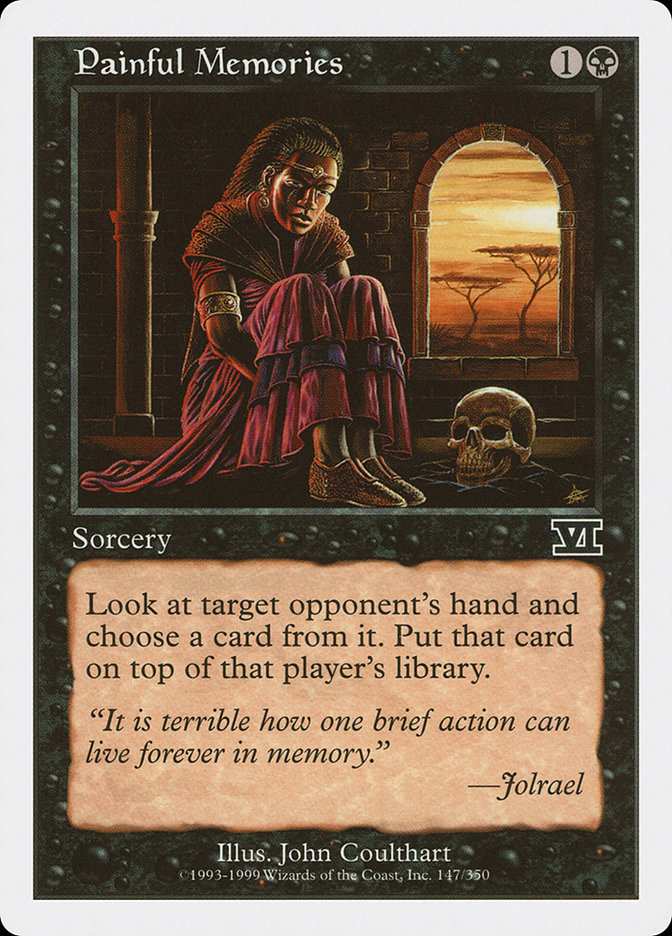 Painful Memories 1
Sorcery VI
Look at target opponent's hand and
choose a card from it. Put that card
on top of that player's library.
“It is terrible how one brief action can
live forever in memory.”
—Jolrael
Illus. John Coulthart
©1993-1999 Wizards of the Coast, Inc. 147/350